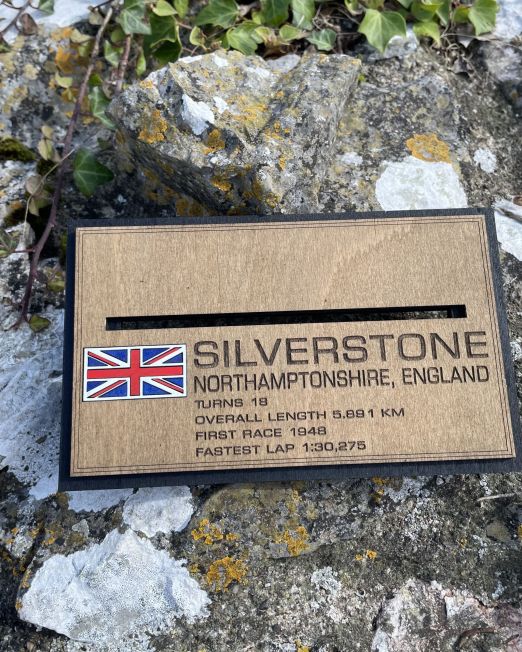 SILVERSTONE
NORTHAMPTONSHIRE, ENGLAND
TURNS 18
OVERALL LENGTH 5.891 KM
FIRST RACE 1948
FASTEST LAP 1:30,275